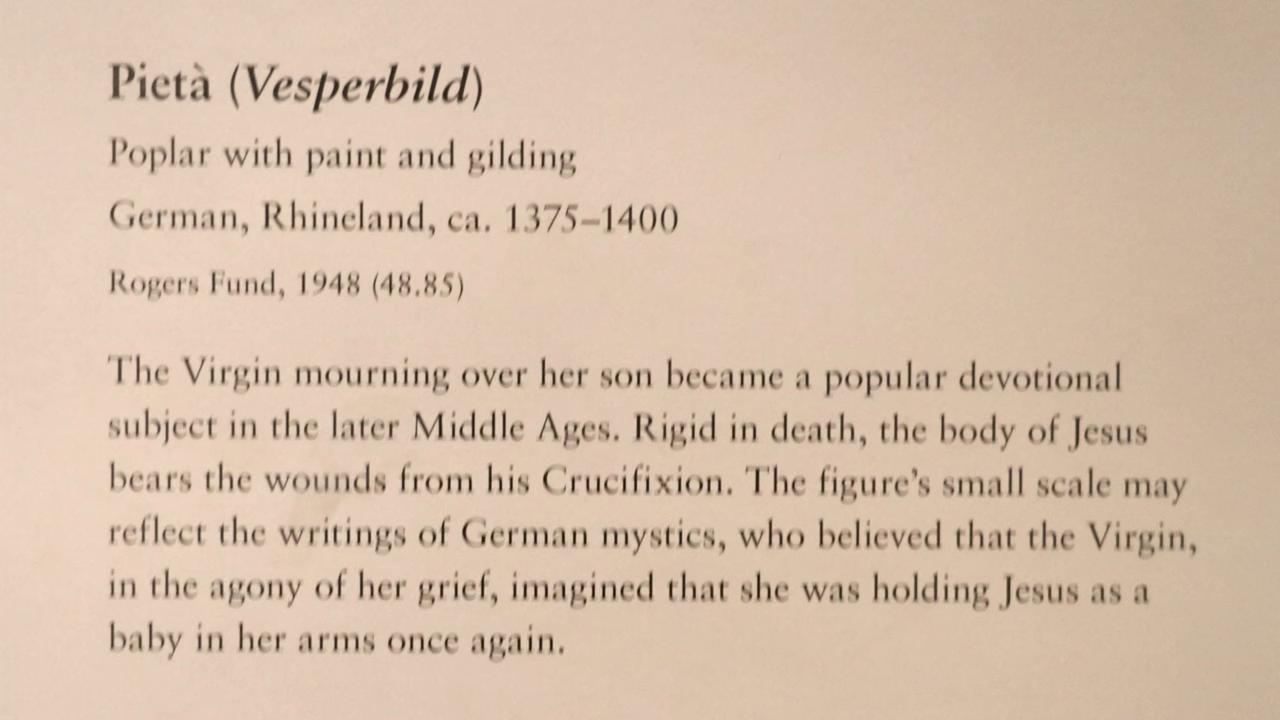 Pietà (Vesperbild)
Poplar with paint and gilding
German, Rhineland, ca. 1375–1400
Rogers Fund, 1948 (48.85)
The Virgin mourning over her son became a popular devotional
subject in the later Middle Ages. Rigid in death, the body of Jesus
bears the wounds from his Crucifixion. The figure’s small scale may
reflect the writings of German mystics, who believed that the Virgin,
in the agony of her grief, imagined that she was holding Jesus as a
baby in her arms once again.